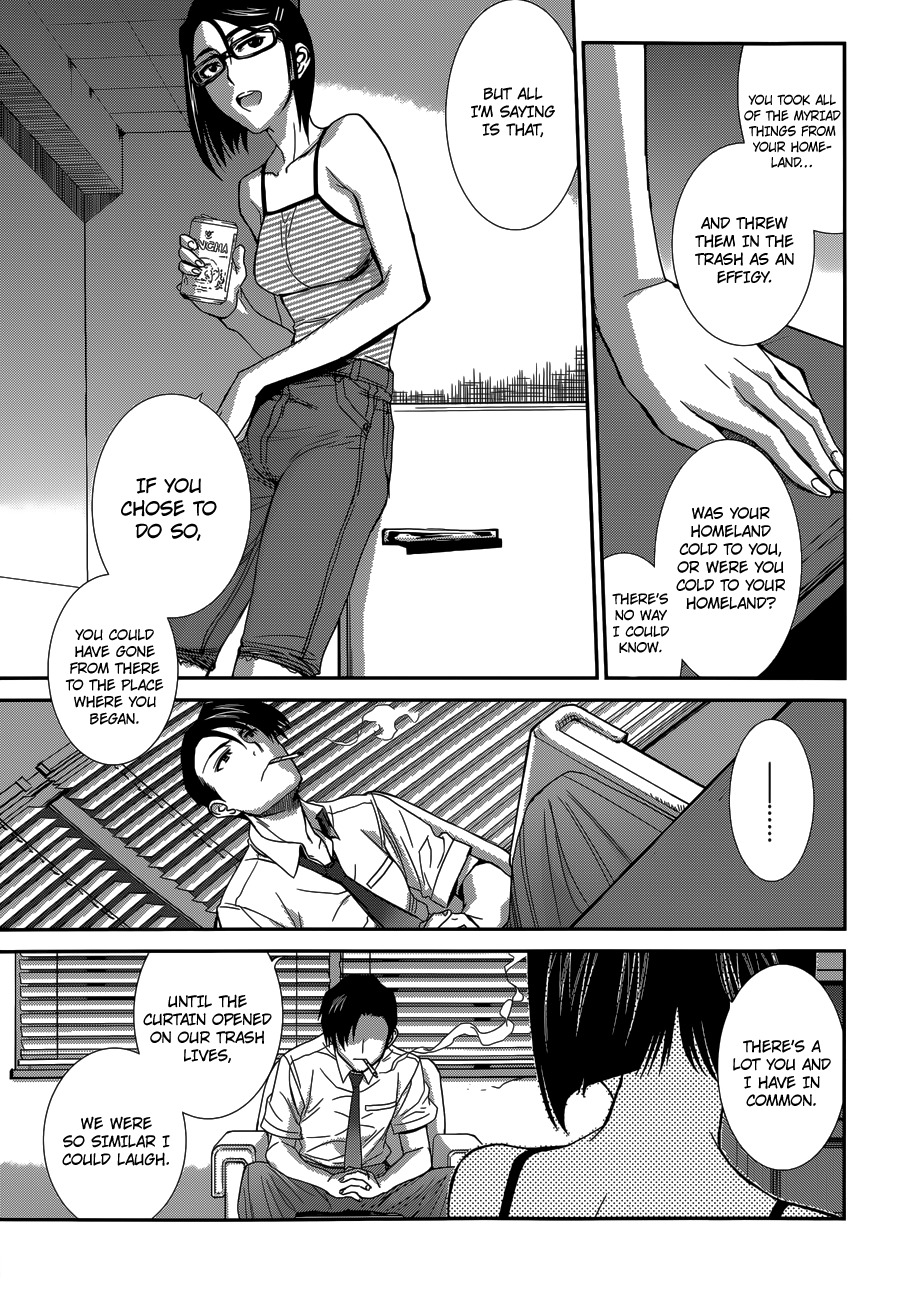 YOU TOOK ALL
OF THE MYRIAD
THINGS FROM
YOUR HOME-
LAND...
AND THREW
THEM IN THE
TRASH AS AN
EFFIGY.
WAS YOUR
HOMELAND
COLD TO YOU,
OR WERE YOU
COLD TO YOUR
HOMELAND?
THERE'S
NO WAY
I COULD
KNOW.
BUT ALL
I'M SAYING
IS THAT,
IF YOU
CHOSE TO
DO SO,
YOU COULD
HAVE GONE
FROM THERE
TO THE PLACE
WHERE YOU
BEGAN.
THERE'S A
LOT YOU AND
I HAVE IN
COMMON.
UNTIL THE
CURTAIN OPENED
ON OUR TRASH
LIVES,
WE WERE
SO SIMILAR I
COULD LAUGH.